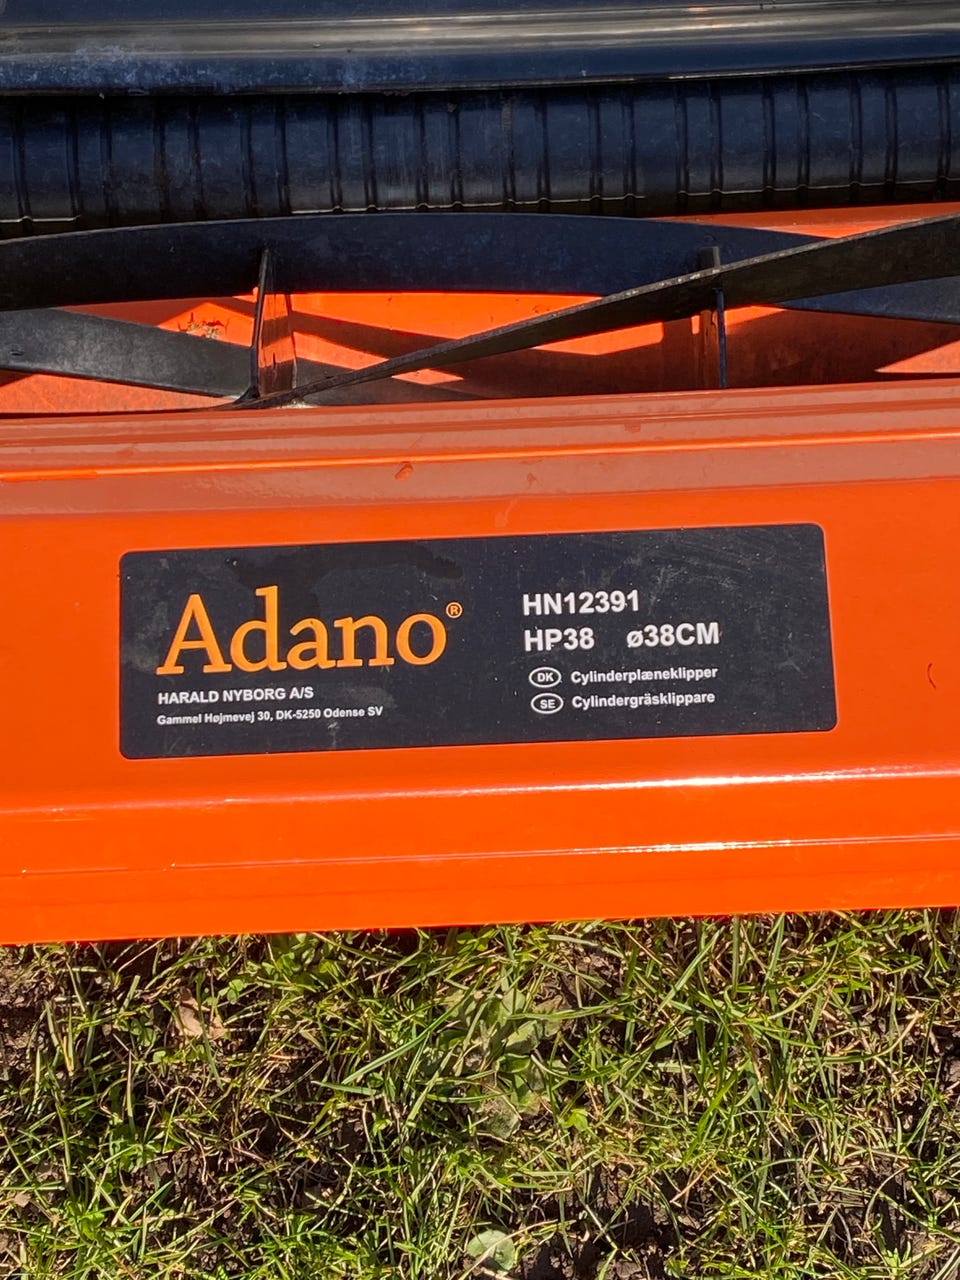 Adano®
HARALD NYBORG A/S
Gammel Højmevej 30, DK-5250 Odense SV
HN12391
HP38 ø38CM
DK Cylinderplæneklipper
SE Cylindergräsklippare